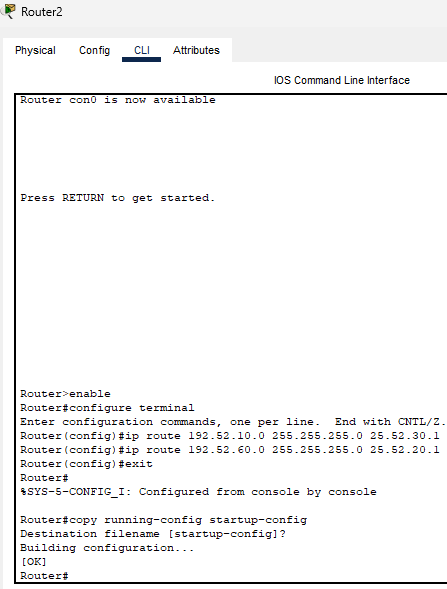 Router2
Physical Config CLI Attributes
IOS Command Line Interface
Router con0 is now available
Press RETURN to get started.
Router>enable
Router#configure terminal
Enter configuration commands, one per line.  End with CNTL/Z.
Router(config)#ip route 192.52.10.0 255.255.255.0 25.52.30.1
Router(config)#ip route 192.52.60.0 255.255.255.0 25.52.20.1
Router(config)#exit
Router#
%SYS-5-CONFIG_I: Configured from console by console
Router#copy running-config startup-config
Destination filename [startup-config]?
Building configuration...
[OK]
Router#